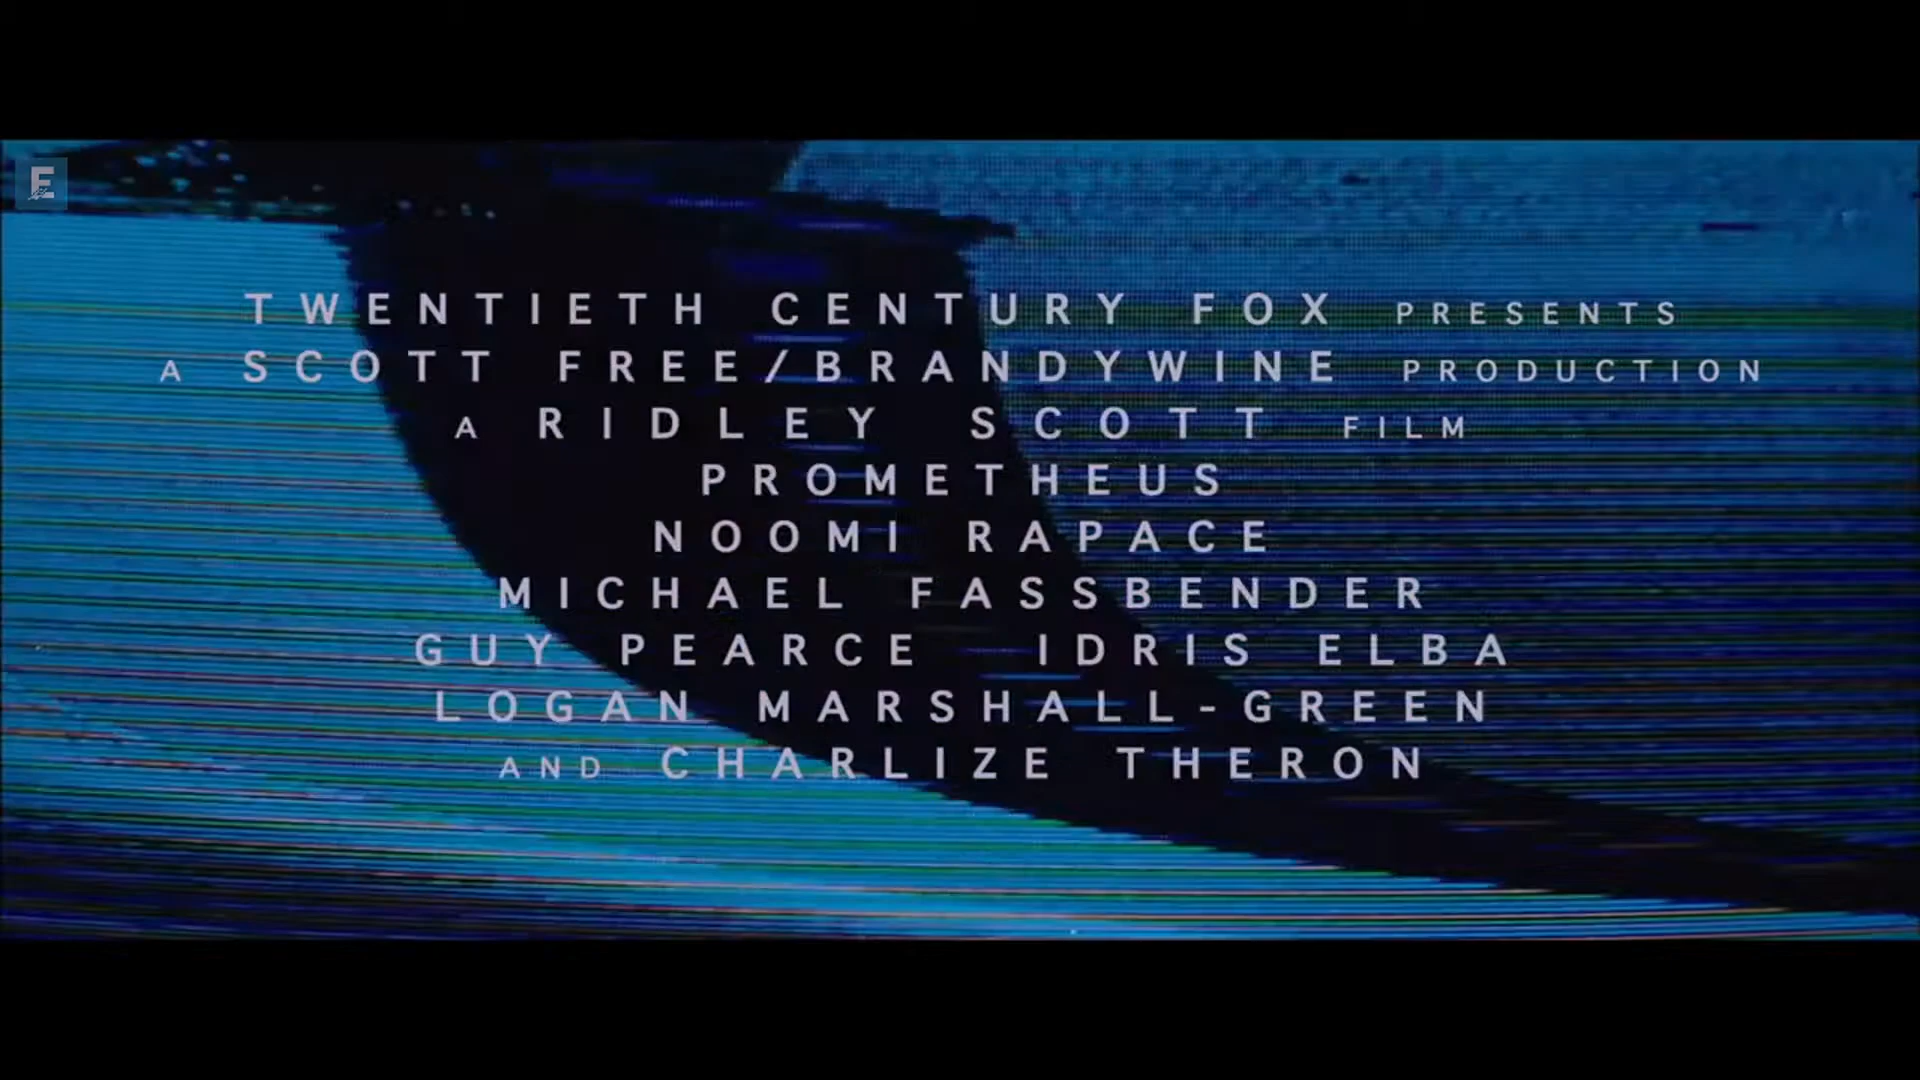 E
TWENTIETH CENTURY FOX PRESENTS
A SCOTT FREE/BRANDYWINE PRODUCTION
A RIDLEY SCOTT FILM
PROMETHEUS
NOOMI RAPACE
MICHAEL FASSBENDER
GUY PEARCE IDRIS ELBA
LOGAN MARSHALL-GREEN
AND CHARLIZE THERON